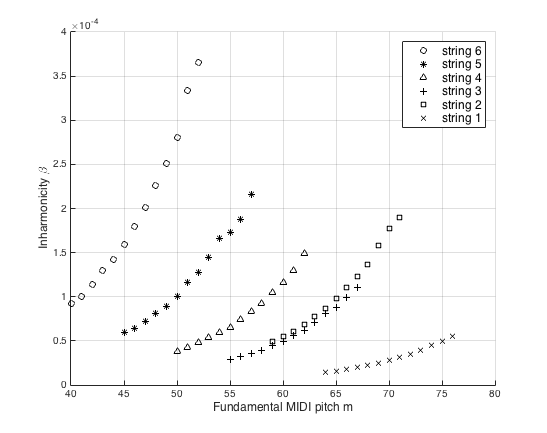 ×10⁻⁴
4
3.5
3
2.5
2
1.5
1
0.5
0
40 45 50 55 60 65 70 75 80
Inharmonicity β
Fundamental MIDI pitch m
string 6
string 5
string 4
string 3
string 2
string 1